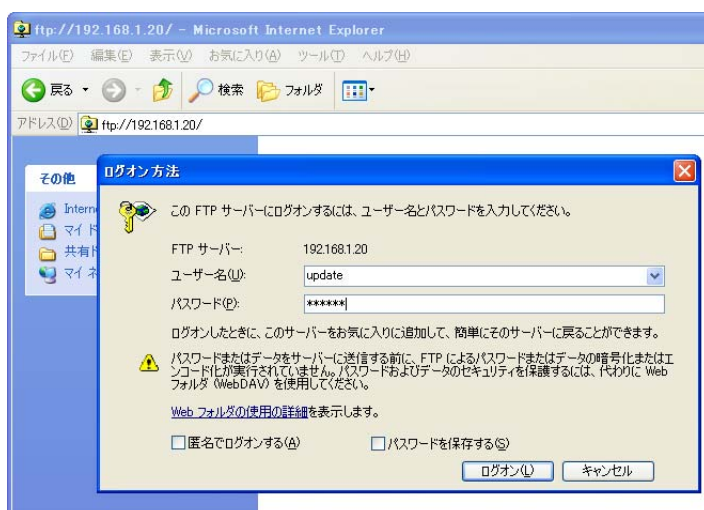 ftp://192.168.1.20/ - Microsoft Internet Explorer
ファイル(F) 編集(E) 表示(V) お気に入り(A) ツール(T) ヘルプ(H)
戻る 検索 フォルダ
アドレス(D) ftp://192.168.1.20/
その他
Intern
マイ ド
共有ド
マイ ネ
ログオン方法
この FTP サーバーにログオンするには、ユーザー名とパスワードを入力してください。
FTP サーバー: 192.168.1.20
ユーザー名(U): update
パスワード(P): ******
ログオンしたときに、このサーバーをお気に入りに追加して、簡単にそのサーバーに戻ることができます。
パスワードまたはデータをサーバーに送信する前に、FTP によるパスワードまたはデータの暗号化またはエ
ンコード化が実行されていません。パスワードおよびデータのセキュリティを保護するには、代わりに Web
フォルダ (WebDAV) を使用してください。
Web フォルダの使用の詳細を表示します。
匿名でログオンする(A) パスワードを保存する(S)
ログオン(L) キャンセル